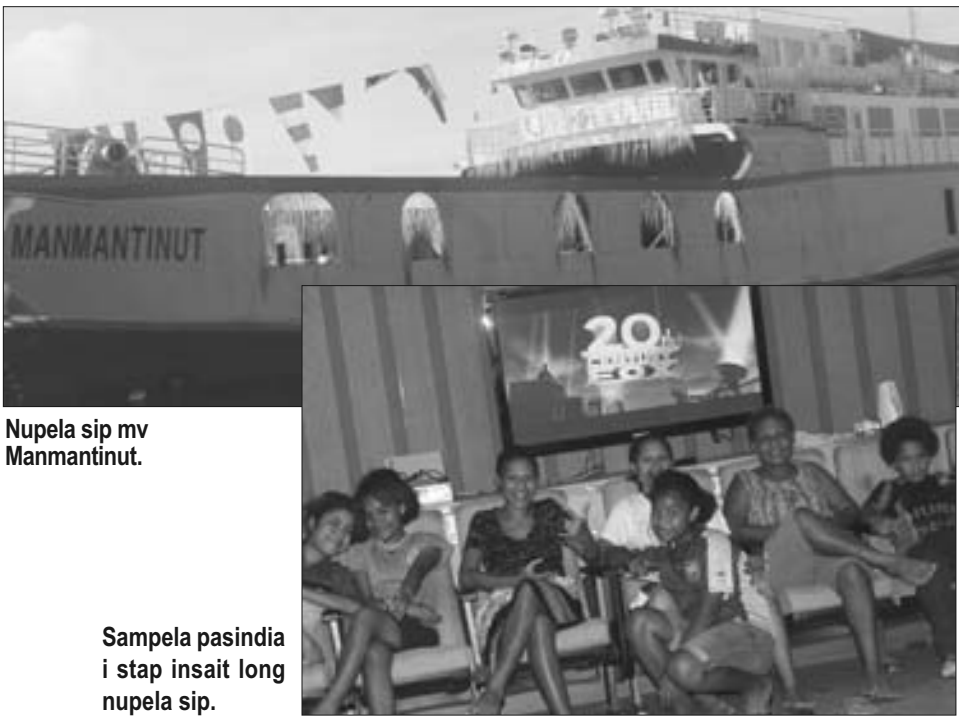 MANMANTINUT
20th
CENTURY
FOX
Nupela sip mv
Manmantinut.
Sampela pasindia
i stap insait long
nupela sip.